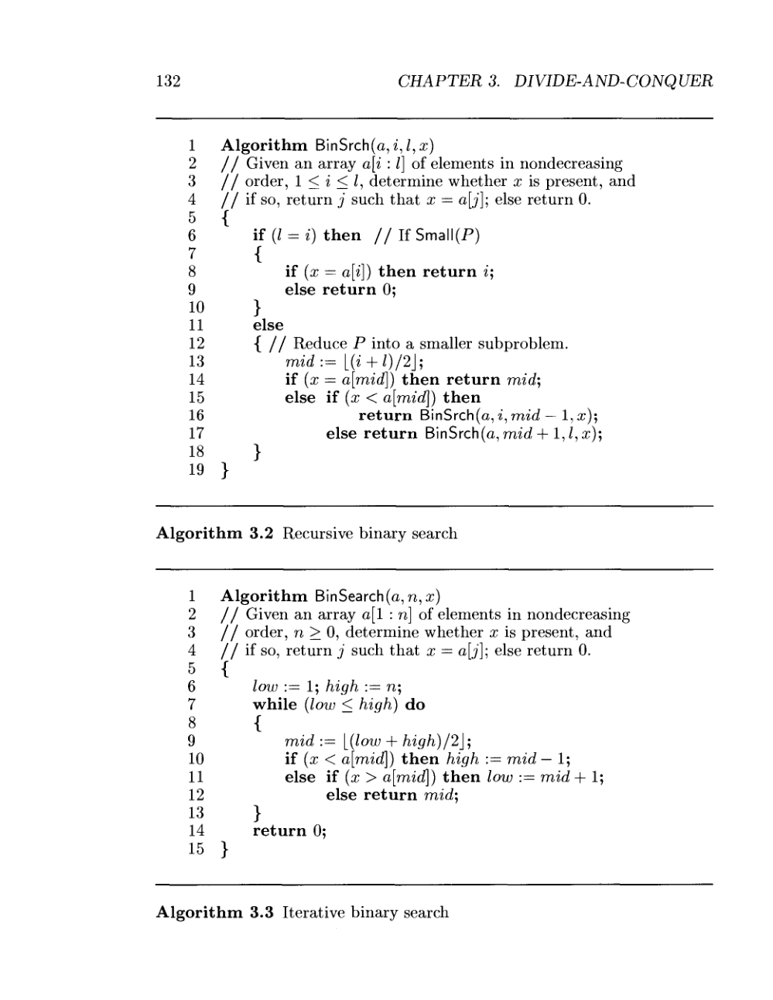 132 CHAPTER 3. DIVIDE-AND-CONQUER
1 Algorithm BinSrch(a, i, l, x)
2 // Given an array a[i : l] of elements in nondecreasing
3 // order, 1 ≤ i ≤ l, determine whether x is present, and
4 // if so, return j such that x = a[j]; else return 0.
5 {
6 if (l = i) then // If Small(P)
7 {
8 if (x = a[i]) then return i;
9 else return 0;
10 }
11 else
12 { // Reduce P into a smaller subproblem.
13 mid := ⌊(i + l)/2⌋;
14 if (x = a[mid]) then return mid;
15 else if (x < a[mid]) then
16 return BinSrch(a, i, mid − 1, x);
17 else return BinSrch(a, mid + 1, l, x);
18 }
19 }
Algorithm 3.2 Recursive binary search
1 Algorithm BinSearch(a, n, x)
2 // Given an array a[1 : n] of elements in nondecreasing
3 // order, n ≥ 0, determine whether x is present, and
4 // if so, return j such that x = a[j]; else return 0.
5 {
6 low := 1; high := n;
7 while (low ≤ high) do
8 {
9 mid := ⌊(low + high)/2⌋;
10 if (x < a[mid]) then high := mid − 1;
11 else if (x > a[mid]) then low := mid + 1;
12 else return mid;
13 }
14 return 0;
15 }
Algorithm 3.3 Iterative binary search